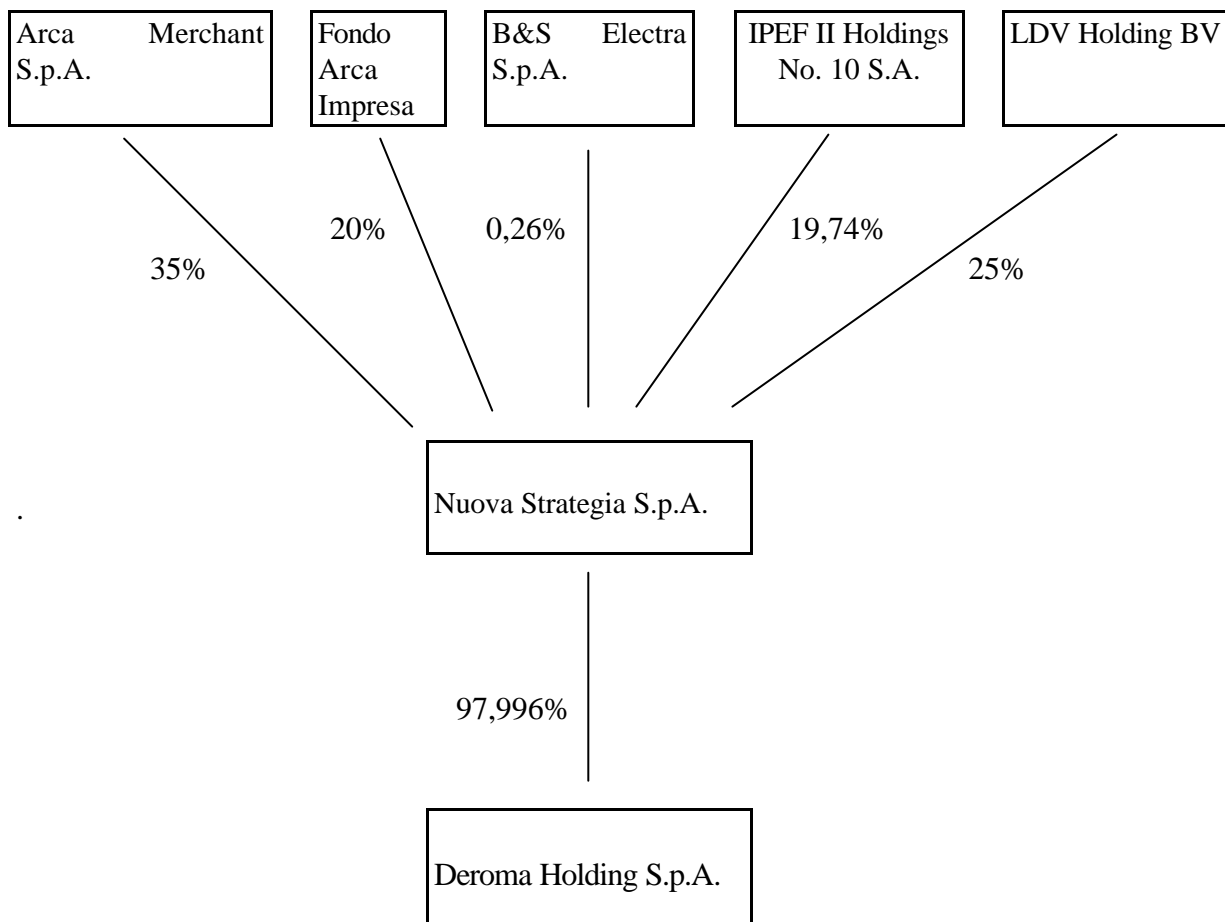 Arca Merchant
S.p.A.
Fondo
Arca
Impresa
B&S Electra
S.p.A.
IPEF II Holdings
No. 10 S.A.
LDV Holding BV
35%
20%
0,26%
19,74%
25%
Nuova Strategia S.p.A.
.
97,996%
Deroma Holding S.p.A.